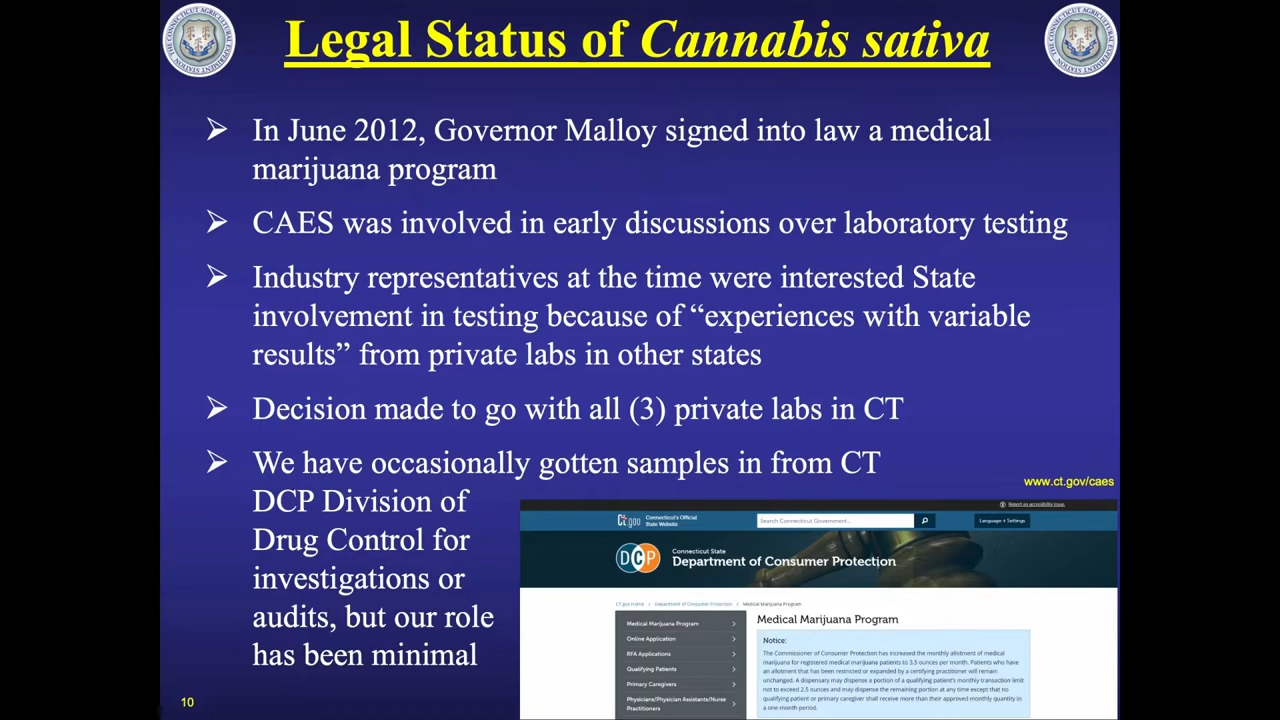 Legal Status of Cannabis sativa
In June 2012, Governor Malloy signed into law a medical
marijuana program
CAES was involved in early discussions over laboratory testing
Industry representatives at the time were interested State
involvement in testing because of “experiences with variable
results” from private labs in other states
Decision made to go with all (3) private labs in CT
We have occasionally gotten samples in from CT
DCP Division of
Drug Control for
investigations or
audits, but our role
has been minimal
www.ct.gov/caes
Report an accessibility issue.
Ct.gov
Connecticut's Official
State Website
Search Connecticut Government...
Language + Settings
DCP
Connecticut State
Department of Consumer Protection
CT.gov Home / Department of Consumer Protection / Medical Marijuana Program
Medical Marijuana Program
Online Application
RFA Applications
Qualifying Patients
Primary Caregivers
Physicians/Physician Assistants/Nurse
Practitioners
Medical Marijuana Program
Notice:
The Commissioner of Consumer Protection has increased the monthly allotment of medical
marijuana for registered medical marijuana patients to 3.5 ounces per month. Patients who have
an allotment that has been restricted or expanded by a certifying practitioner will remain
unchanged. A dispensary may dispense a portion of a qualifying patient's monthly transaction limit
not to exceed 2.5 ounces and may dispense the remaining portion at any time except that no
qualifying patient or primary caregiver shall receive more than their approved monthly quantity in
a one-month period.
10